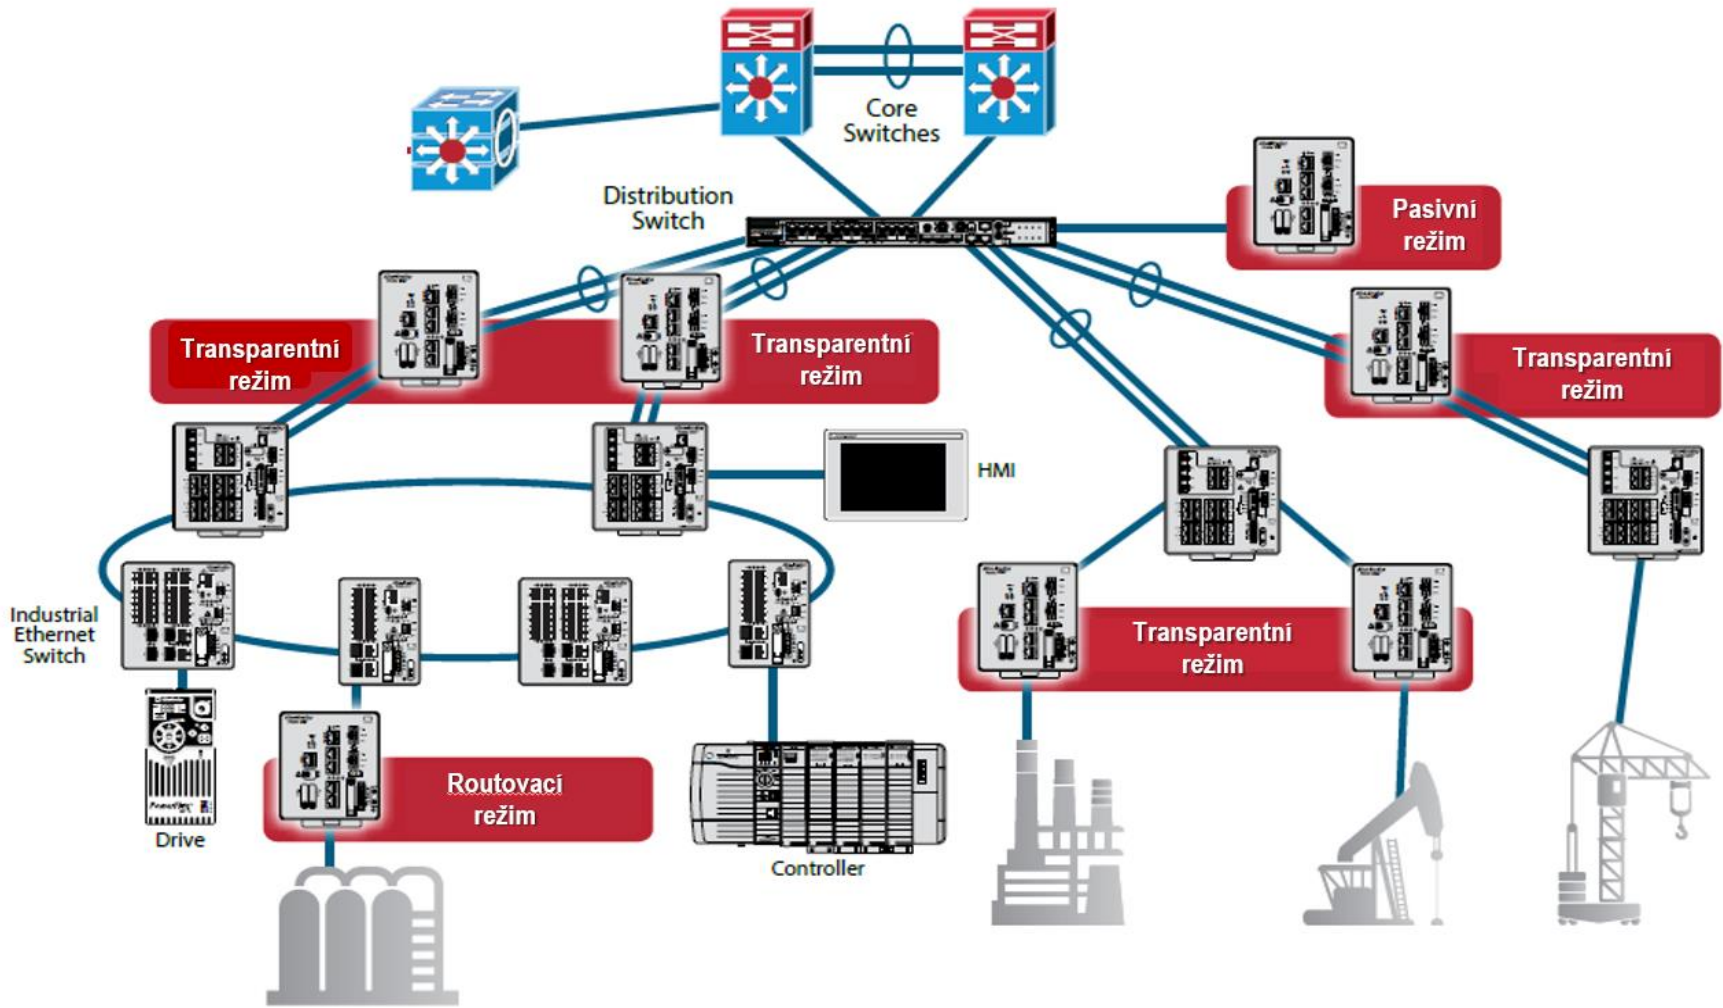 Core
Switches
Distribution
Switch
Pasivní
režim
Transparentní
režim
Transparentní
režim
Transparentní
režim
HMI
Industrial
Ethernet
Switch
Transparentní
režim
Routovací
režim
Drive
Controller